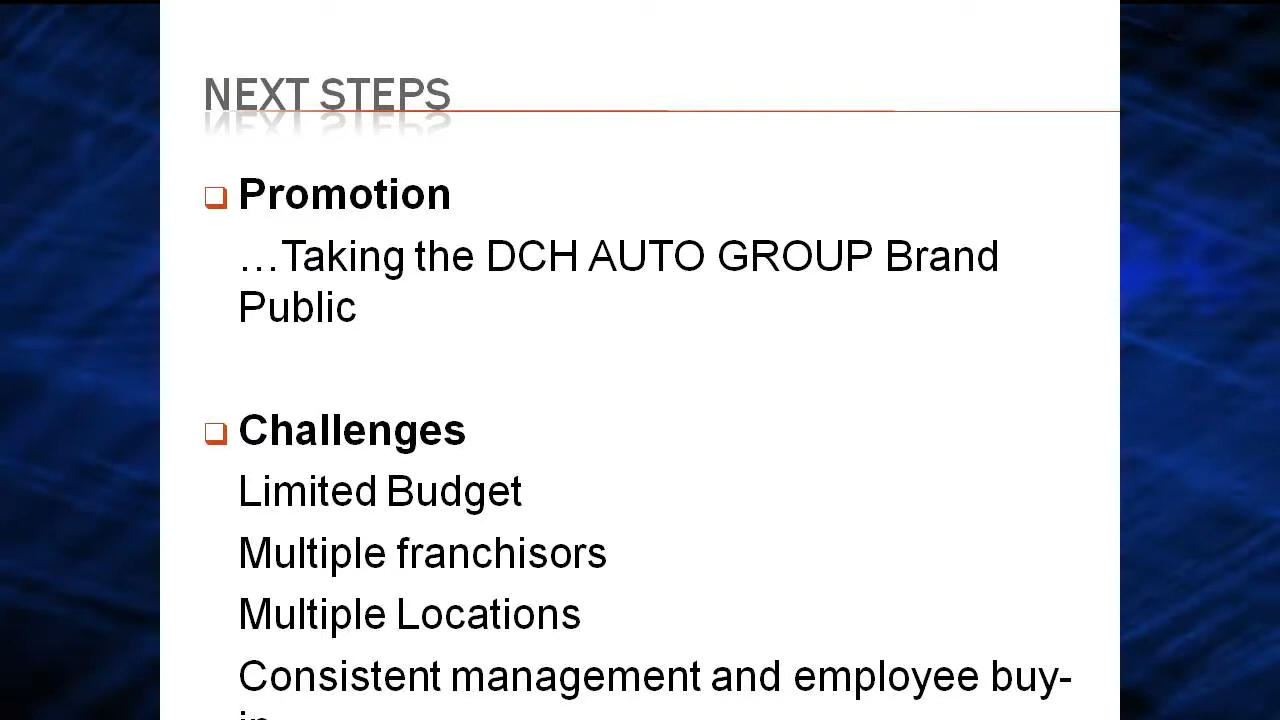 NEXT STEPS
Promotion
…Taking the DCH AUTO GROUP Brand
Public
Challenges
Limited Budget
Multiple franchisors
Multiple Locations
Consistent management and employee buy-
in